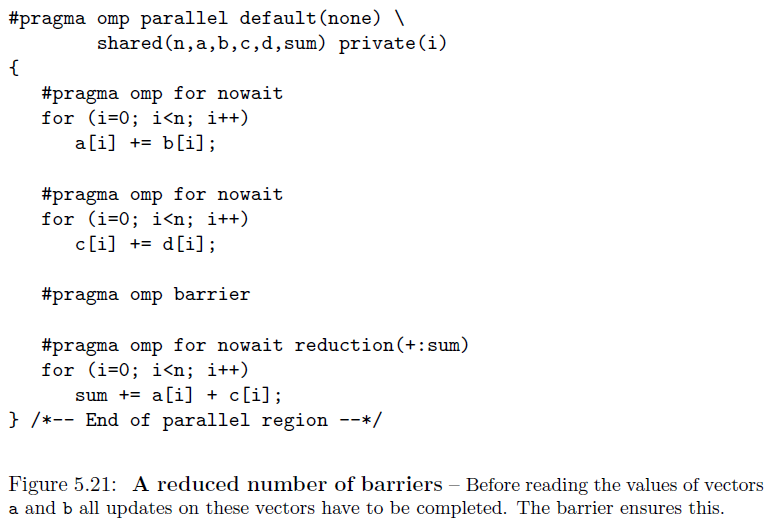 #pragma omp parallel default(none) \
        shared(n,a,b,c,d,sum) private(i)
{
   #pragma omp for nowait
   for (i=0; i<n; i++)
      a[i] += b[i];

   #pragma omp for nowait
   for (i=0; i<n; i++)
      c[i] += d[i];

   #pragma omp barrier

   #pragma omp for nowait reduction(+:sum)
   for (i=0; i<n; i++)
      sum += a[i] + c[i];
} /*-- End of parallel region --*/

Figure 5.21: A reduced number of barriers – Before reading the values of vectors
a and b all updates on these vectors have to be completed. The barrier ensures this.